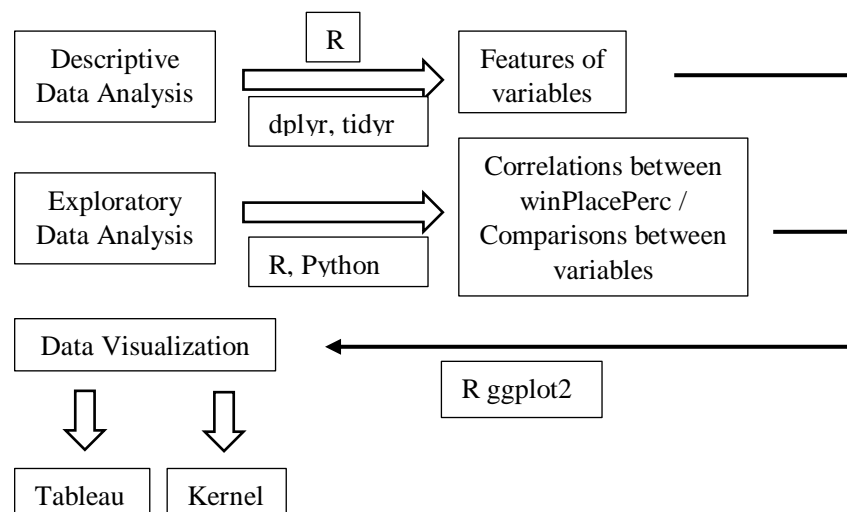 R
Descriptive
Data Analysis
Features of
variables
dplyr, tidyr
Exploratory
Data Analysis
Correlations between
winPlacePerc /
Comparisons between
variables
R, Python
Data Visualization
R ggplot2
Tableau
Kernel